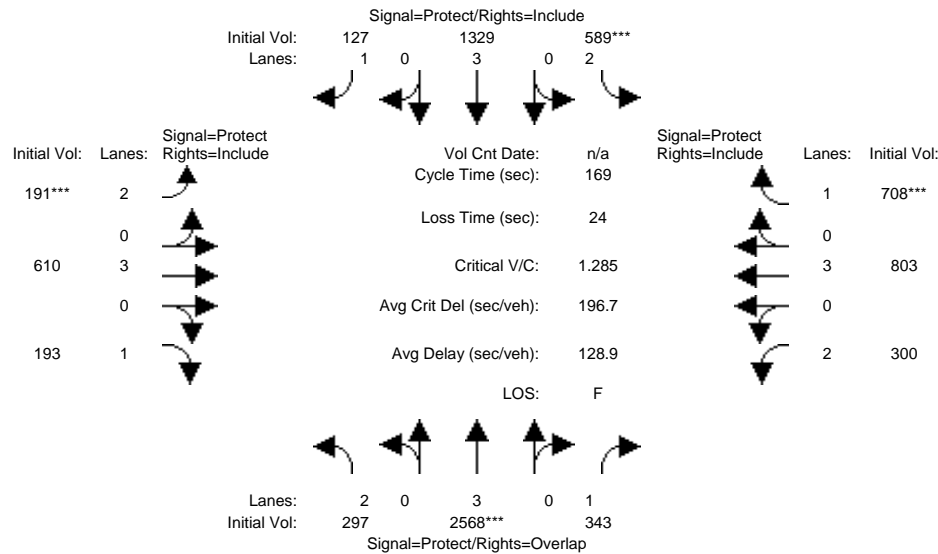 Signal=Protect/Rights=Include
Initial Vol: 127 1329 589***
Lanes: 1 0 3 0 2
Signal=Protect Signal=Protect
Initial Vol: Lanes: Rights=Include Vol Cnt Date: n/a Rights=Include Lanes: Initial Vol:
Cycle Time (sec): 169
191*** 2 1 708***
Loss Time (sec): 24
0 0
610 3 Critical V/C: 1.285 3 803
0 Avg Crit Del (sec/veh): 196.7 0
193 1 Avg Delay (sec/veh): 128.9 2 300
LOS: F
Lanes: 2 0 3 0 1
Initial Vol: 297 2568*** 343
Signal=Protect/Rights=Overlap